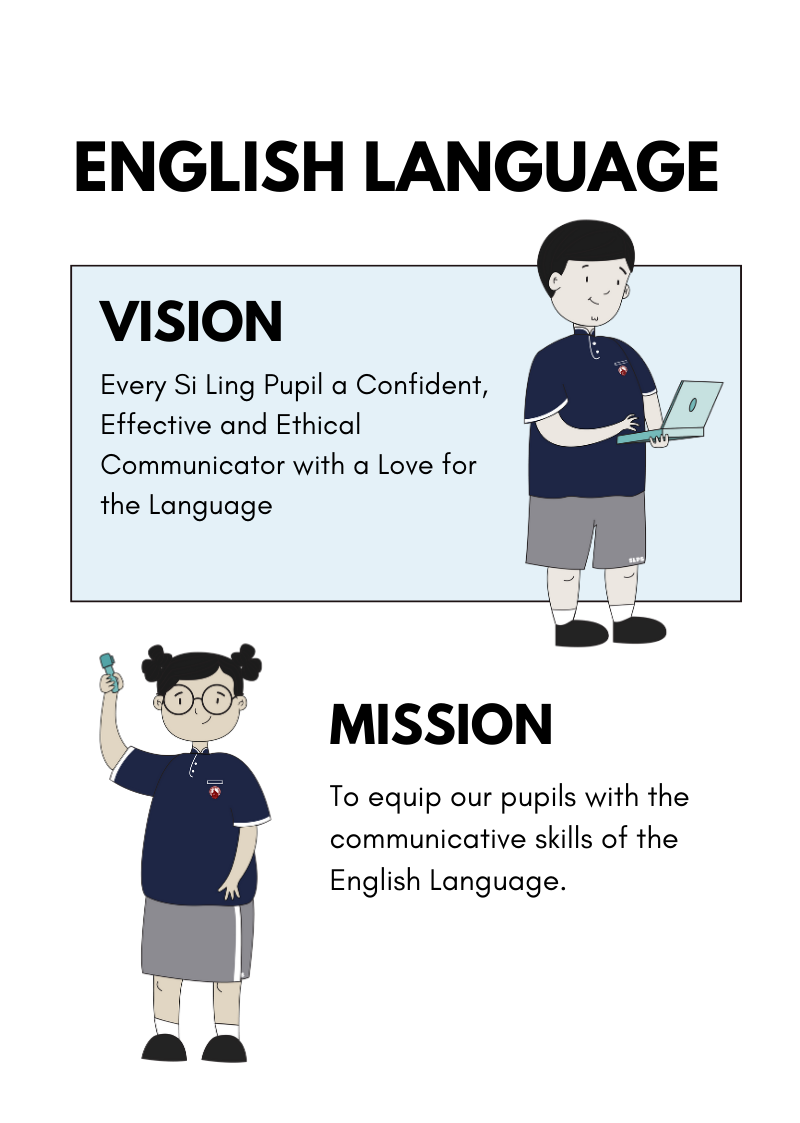 ENGLISH LANGUAGE
VISION
Every Si Ling Pupil a Confident,
Effective and Ethical
Communicator with a Love for
the Language
SLPS
MISSION
To equip our pupils with the
communicative skills of the
English Language.